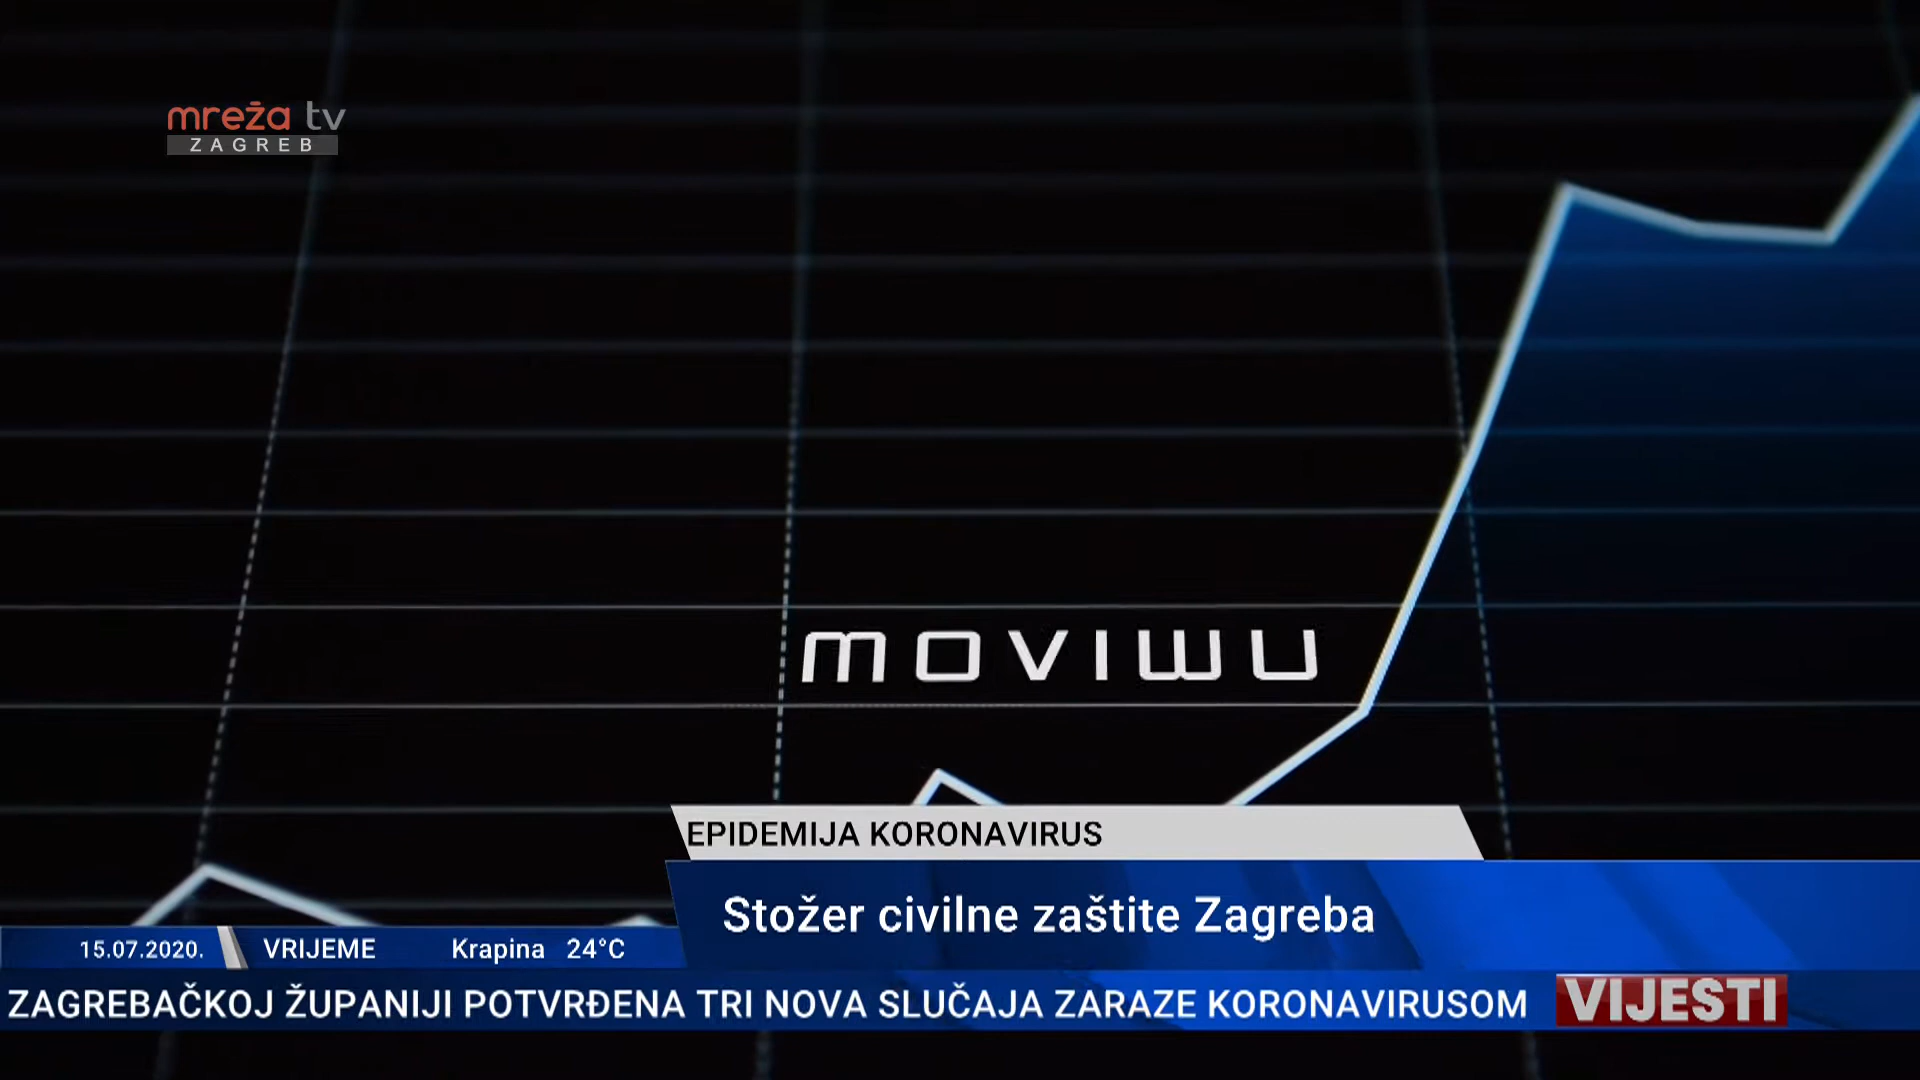 mreža tv
ZAGREB
MOVIWU
EPIDEMIJA KORONAVIRUS
Stožer civilne zaštite Zagreba
15.07.2020. VRIJEME Krapina 24°C
ZAGREBAČKOJ ŽUPANIJI POTVRĐENA TRI NOVA SLUČAJA ZARAZE KORONAVIRUSOM VIJESTI